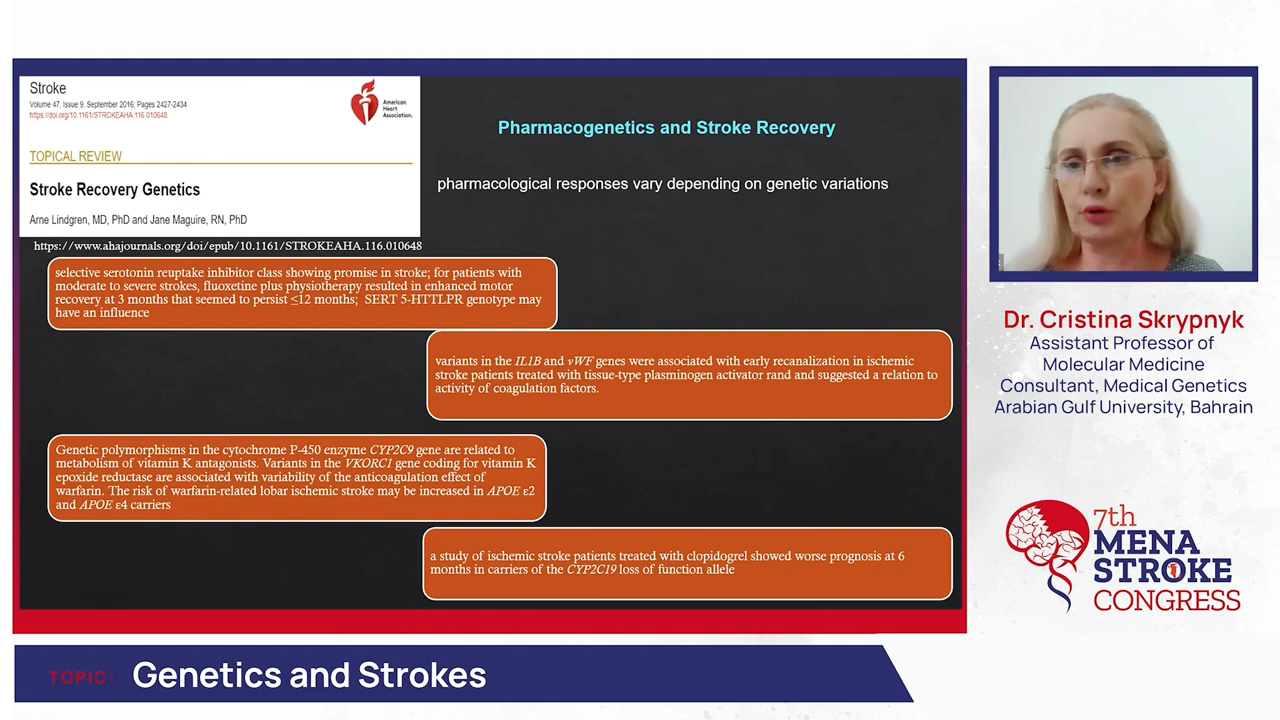 Stroke
Volume 47, Issue 9, September 2016, Pages 2427-2434
https://doi.org/10.1161/STROKEAHA.116.010648
American
Heart
Association.
TOPICAL REVIEW
Stroke Recovery Genetics
Arne Lindgren, MD, PhD and Jane Maguire, RN, PhD
https://www.ahajournals.org/doi/epub/10.1161/STROKEAHA.116.010648
Pharmacogenetics and Stroke Recovery
pharmacological responses vary depending on genetic variations
selective serotonin reuptake inhibitor class showing promise in stroke; for patients with
moderate to severe strokes, fluoxetine plus physiotherapy resulted in enhanced motor
recovery at 3 months that seemed to persist ≤12 months; SERT 5-HTTLPR genotype may
have an influence
variants in the IL1B and vWF genes were associated with early recanalization in ischemic
stroke patients treated with tissue-type plasminogen activator rand and suggested a relation to
activity of coagulation factors.
Genetic polymorphisms in the cytochrome P-450 enzyme CYP2C9 gene are related to
metabolism of vitamin K antagonists. Variants in the VKORC1 gene coding for vitamin K
epoxide reductase are associated with variability of the anticoagulation effect of
warfarin. The risk of warfarin-related lobar ischemic stroke may be increased in APOE ε2
and APOE ε4 carriers
a study of ischemic stroke patients treated with clopidogrel showed worse prognosis at 6
months in carriers of the CYP2C19 loss of function allele
Dr. Cristina Skrypnyk
Assistant Professor of
Molecular Medicine
Consultant, Medical Genetics
Arabian Gulf University, Bahrain
7th
MENA
STROKE
CONGRESS
TOPIC:
Genetics and Strokes